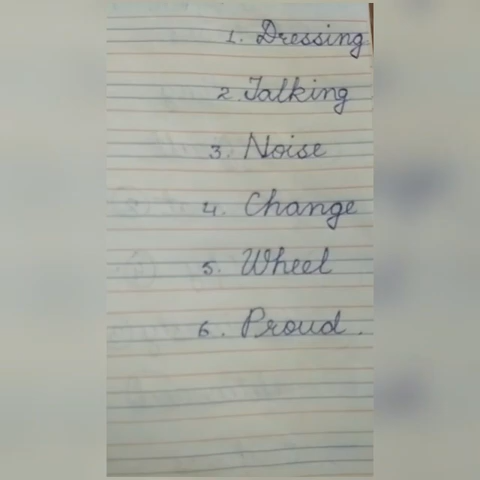 1. Dressing
2. Talking
3. Noise
4. Change
5. Wheel
6. Proud.